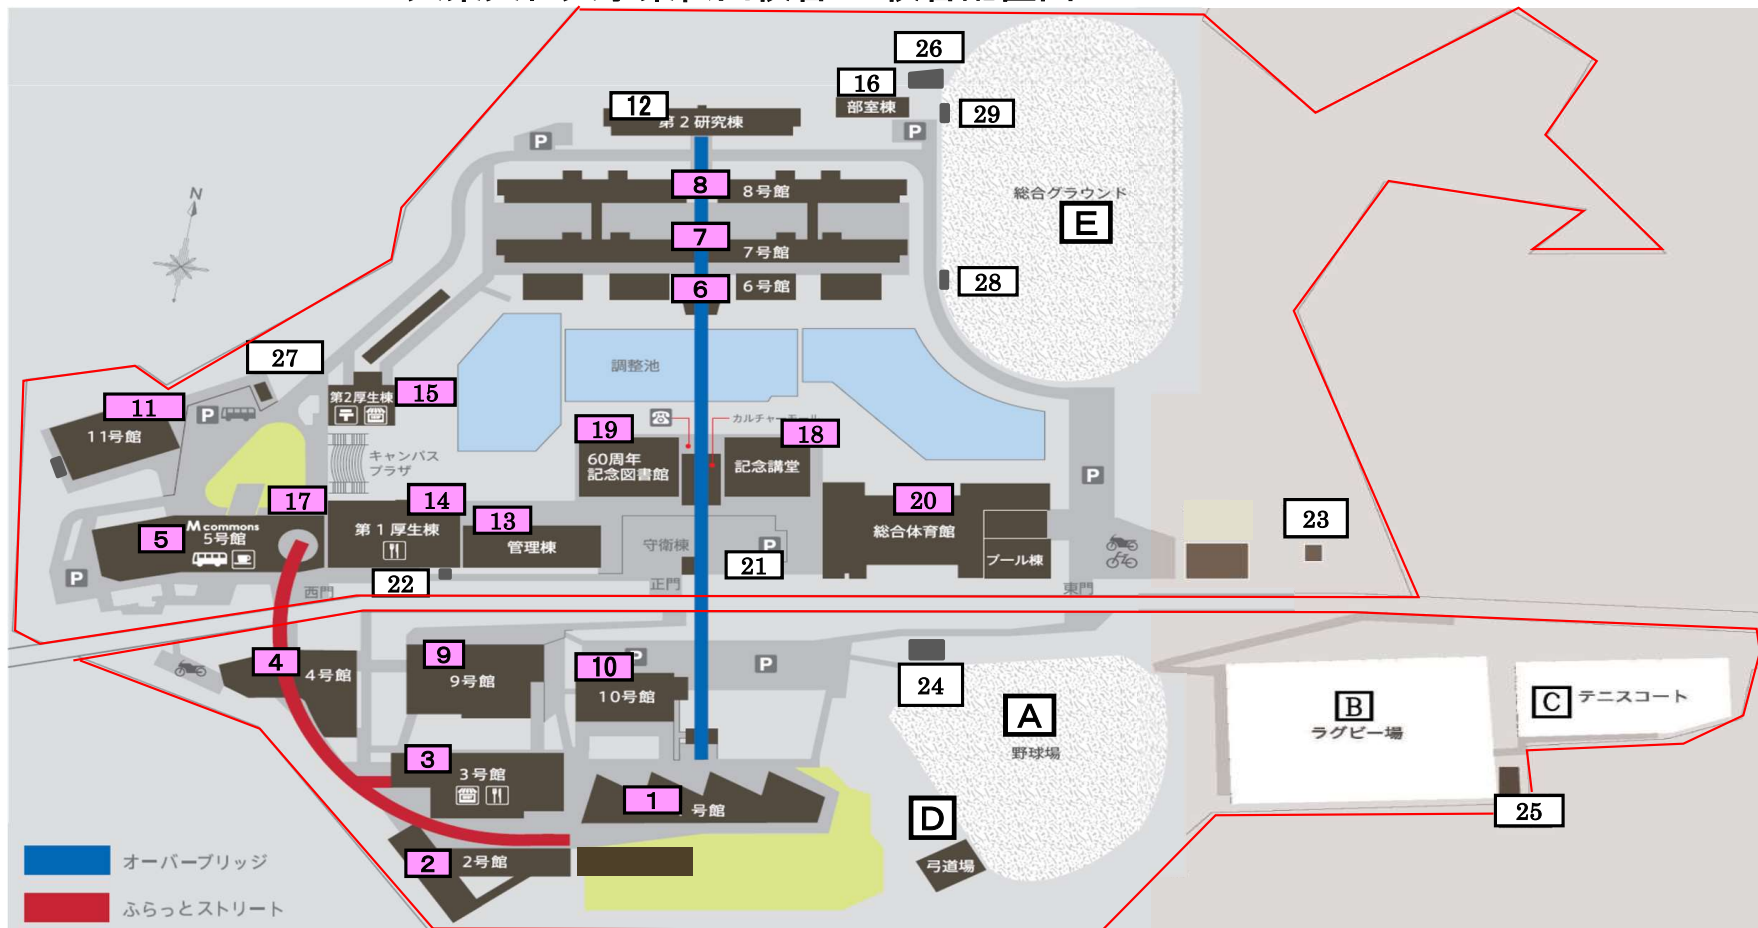 26
16
部室棟
12
第2研究棟
29
P
P
N
8
8号館
総合グラウンド
E
7
7号館
28
6
6号館
27
調整池
第2厚生棟
15
11
11号館
P
カルチャーモール
19
18
60周年
記念図書館
記念講堂
キャンパス
プラザ
P
17
14
20
M commons
5号館
5
第1厚生棟
13
管理棟
守衛棟
P
総合体育館
23
プール棟
21
P
22
西門
正門
東門
4
4号館
9
9号館
10
10号館
P
P
24
A
野球場
B
ラグビー場
C
テニスコート
3
3号館
1
号館
D
25
2
2号館
弓道場
オーバーブリッジ
ふらっとストリート